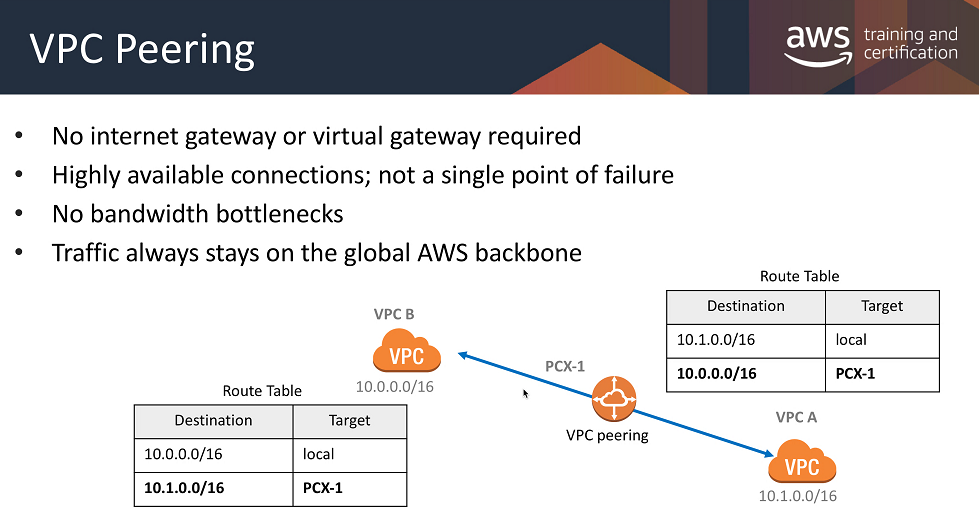 VPC Peering
aws training and certification
• No internet gateway or virtual gateway required
• Highly available connections; not a single point of failure
• No bandwidth bottlenecks
• Traffic always stays on the global AWS backbone
Route Table
Destination Target
10.1.0.0/16 local
10.0.0.0/16 PCX-1
VPC B
VPC
10.0.0.0/16
PCX-1
VPC peering
Route Table
Destination Target
10.0.0.0/16 local
10.1.0.0/16 PCX-1
VPC A
VPC
10.1.0.0/16